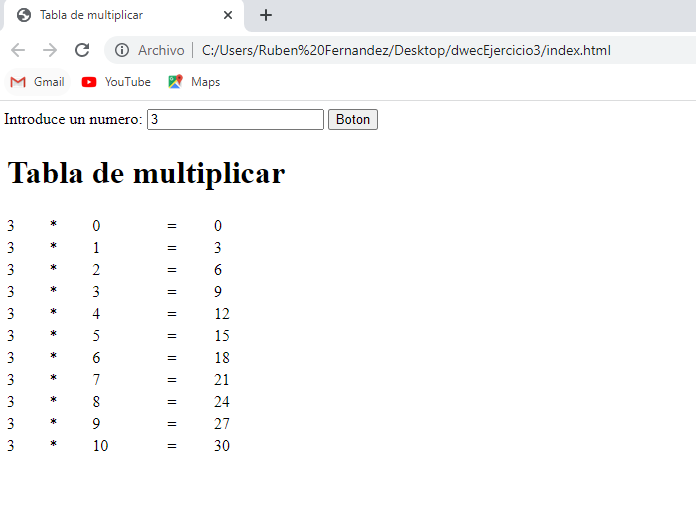 Tabla de multiplicar
Archivo | C:/Users/Ruben%20Fernandez/Desktop/dwecEjercicio3/index.html
Gmail YouTube Maps
Introduce un numero: 3 Boton
Tabla de multiplicar
3 * 0 = 0
3 * 1 = 3
3 * 2 = 6
3 * 3 = 9
3 * 4 = 12
3 * 5 = 15
3 * 6 = 18
3 * 7 = 21
3 * 8 = 24
3 * 9 = 27
3 * 10 = 30